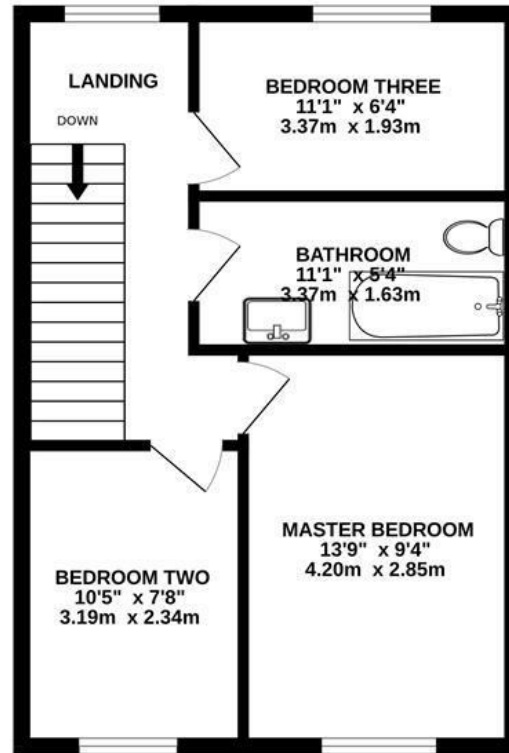 LANDING
DOWN
BEDROOM THREE
11'1" x 6'4"
3.37m x 1.93m
BATHROOM
11'1" x 5'4"
3.37m x 1.63m
MASTER BEDROOM
13'9" x 9'4"
4.20m x 2.85m
BEDROOM TWO
10'5" x 7'8"
3.19m x 2.34m